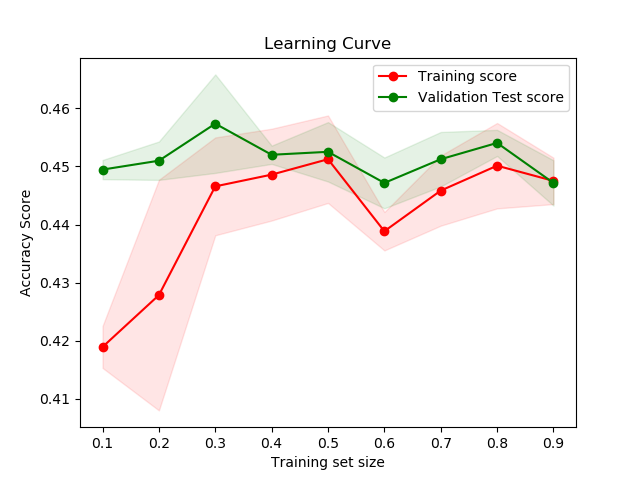 Learning Curve
Training score
Validation Test score
0.46
0.45
0.44
0.43
0.42
0.41
Accuracy Score
0.1 0.2 0.3 0.4 0.5 0.6 0.7 0.8 0.9
Training set size